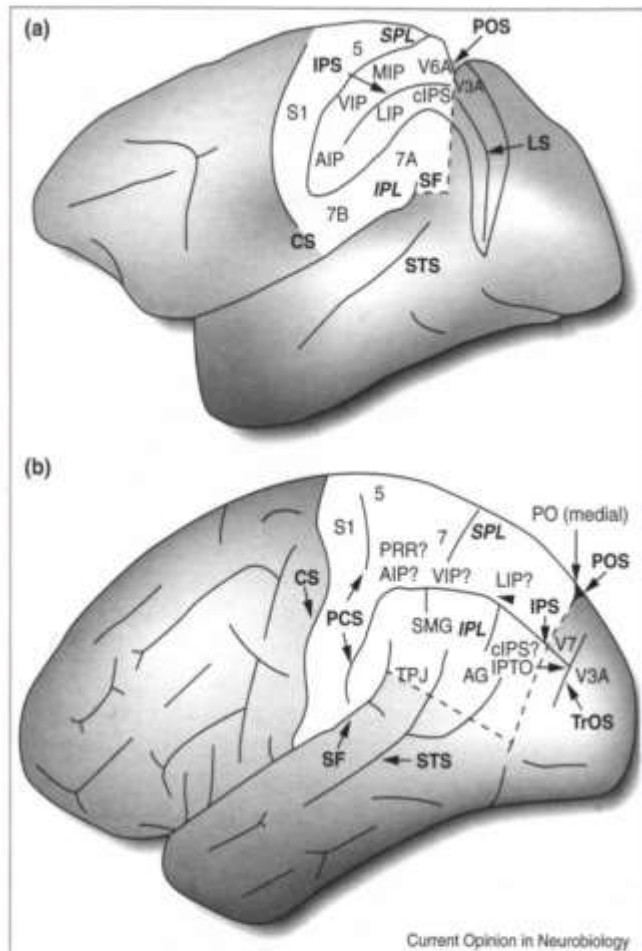 (a)
POS
5
SPL
IPS
MIP
V6A
V3A
cIPS
VIP
LIP
S1
LS
AIP
7A
IPL
SF
7B
CS
STS
(b)
5
PO (medial)
S1
SPL
7
POS
PRR?
CS
AIP?
VIP?
LIP?
IPS
PCS
SMG
IPL
cIPS?
V7
TPJ
AG
IPTO
V3A
TrOS
SF
STS
Current Opinion in Neurobiology